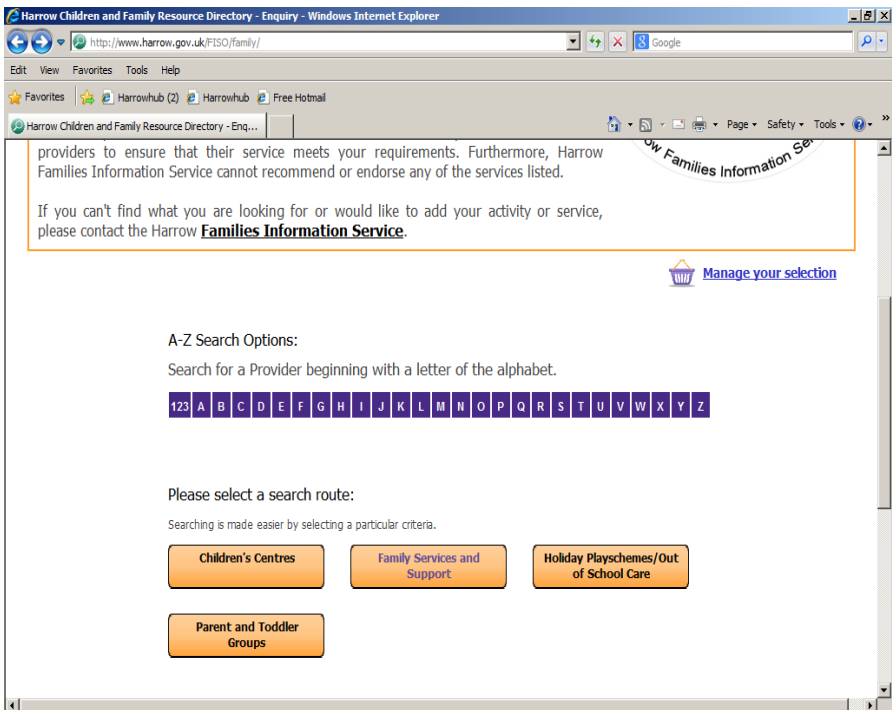 Harrow Children and Family Resource Directory - Enquiry - Windows Internet Explorer
http://www.harrow.gov.uk/FISO/family/
Google
Edit View Favorites Tools Help
Favorites Harrowhub (2) Harrowhub Free Hotmail
Harrow Children and Family Resource Directory - Enq... Page Safety Tools »
providers to ensure that their service meets your requirements. Furthermore, Harrow
Families Information Service cannot recommend or endorse any of the services listed.
ow Families Information Ser
If you can't find what you are looking for or would like to add your activity or service,
please contact the Harrow Families Information Service.
Manage your selection
A-Z Search Options:
Search for a Provider beginning with a letter of the alphabet.
123 A B C D E F G H I J K L M N O P Q R S T U V W X Y Z
Please select a search route:
Searching is made easier by selecting a particular criteria.
Children's Centres
Family Services and
Support
Holiday Playschemes/Out
of School Care
Parent and Toddler
Groups